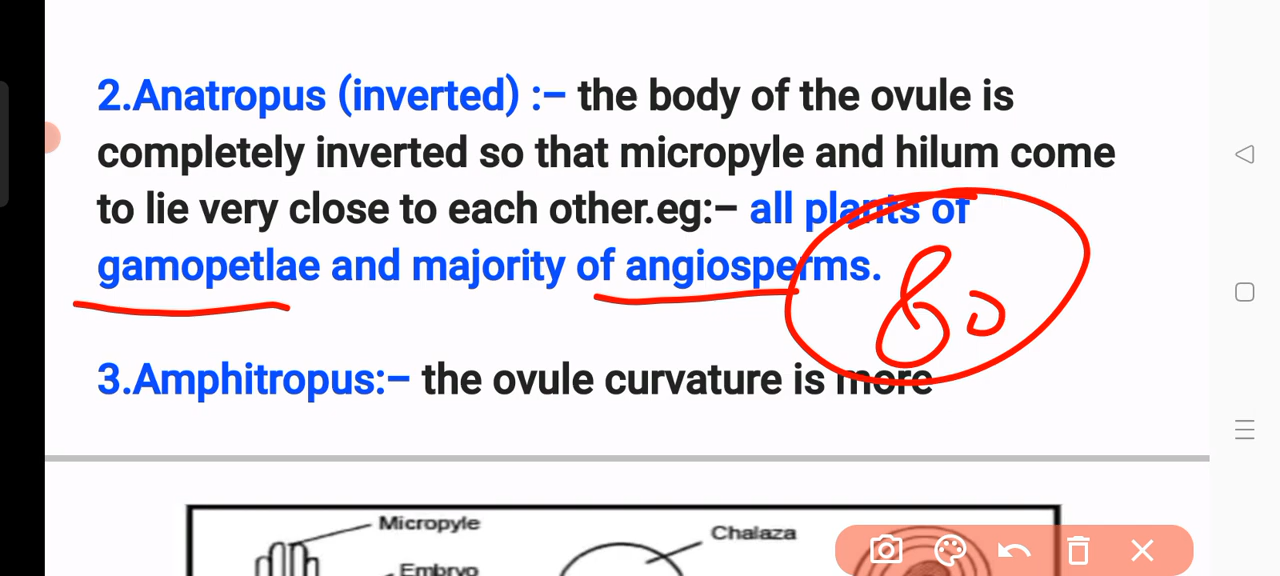 2.Anatropus (inverted) :– the body of the ovule is
completely inverted so that micropyle and hilum come
to lie very close to each other.eg:– all plants of
gamopetlae and majority of angiosperms.
80
3.Amphitropus:– the ovule curvature is more
Micropyle
Chalaza
Embryo